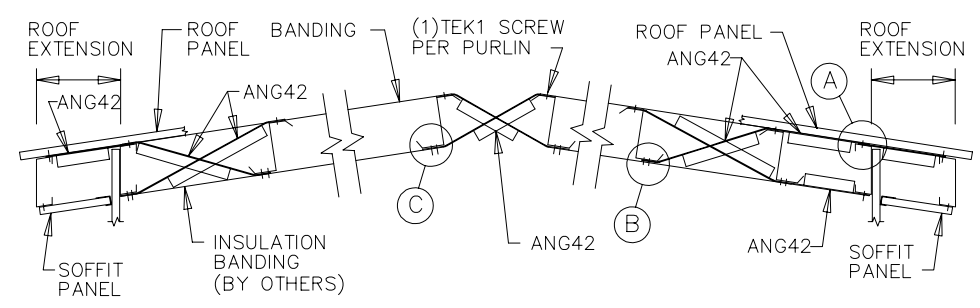 ROOF
EXTENSION
ROOF
PANEL
BANDING
(1)TEK1 SCREW
PER PURLIN
ROOF PANEL
ANG42
ROOF
EXTENSION
ANG42
ANG42
A
C
B
ANG42
ANG42
SOFFIT
PANEL
INSULATION
BANDING
(BY OTHERS)
SOFFIT
PANEL